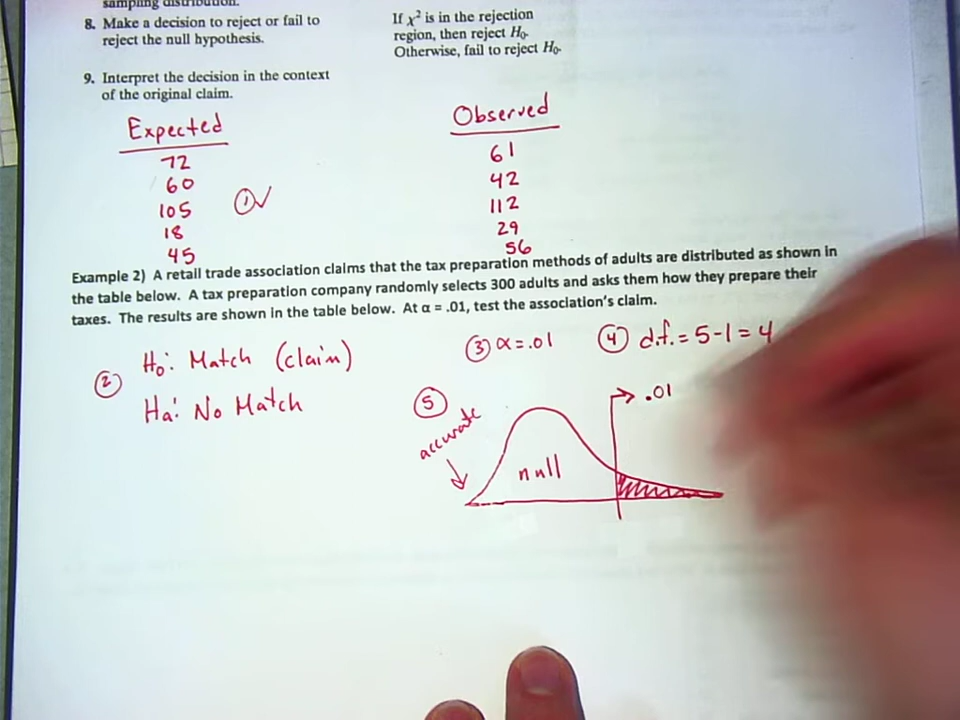 sampling distribution.
8. Make a decision to reject or fail to
reject the null hypothesis.
If χ² is in the rejection
region, then reject H₀.
Otherwise, fail to reject H₀.
9. Interpret the decision in the context
of the original claim.
Expected
72
60
105
18
45
①✓
Observed
61
42
112
29
56
Example 2) A retail trade association claims that the tax preparation methods of adults are distributed as shown in
the table below. A tax preparation company randomly selects 300 adults and asks them how they prepare their
taxes. The results are shown in the table below. At α = .01, test the association's claim.
② H₀: Match (claim)
Ha: No Match
③ α = .01
④ d.f. = 5-1 = 4
⑤
accurate
null
.01